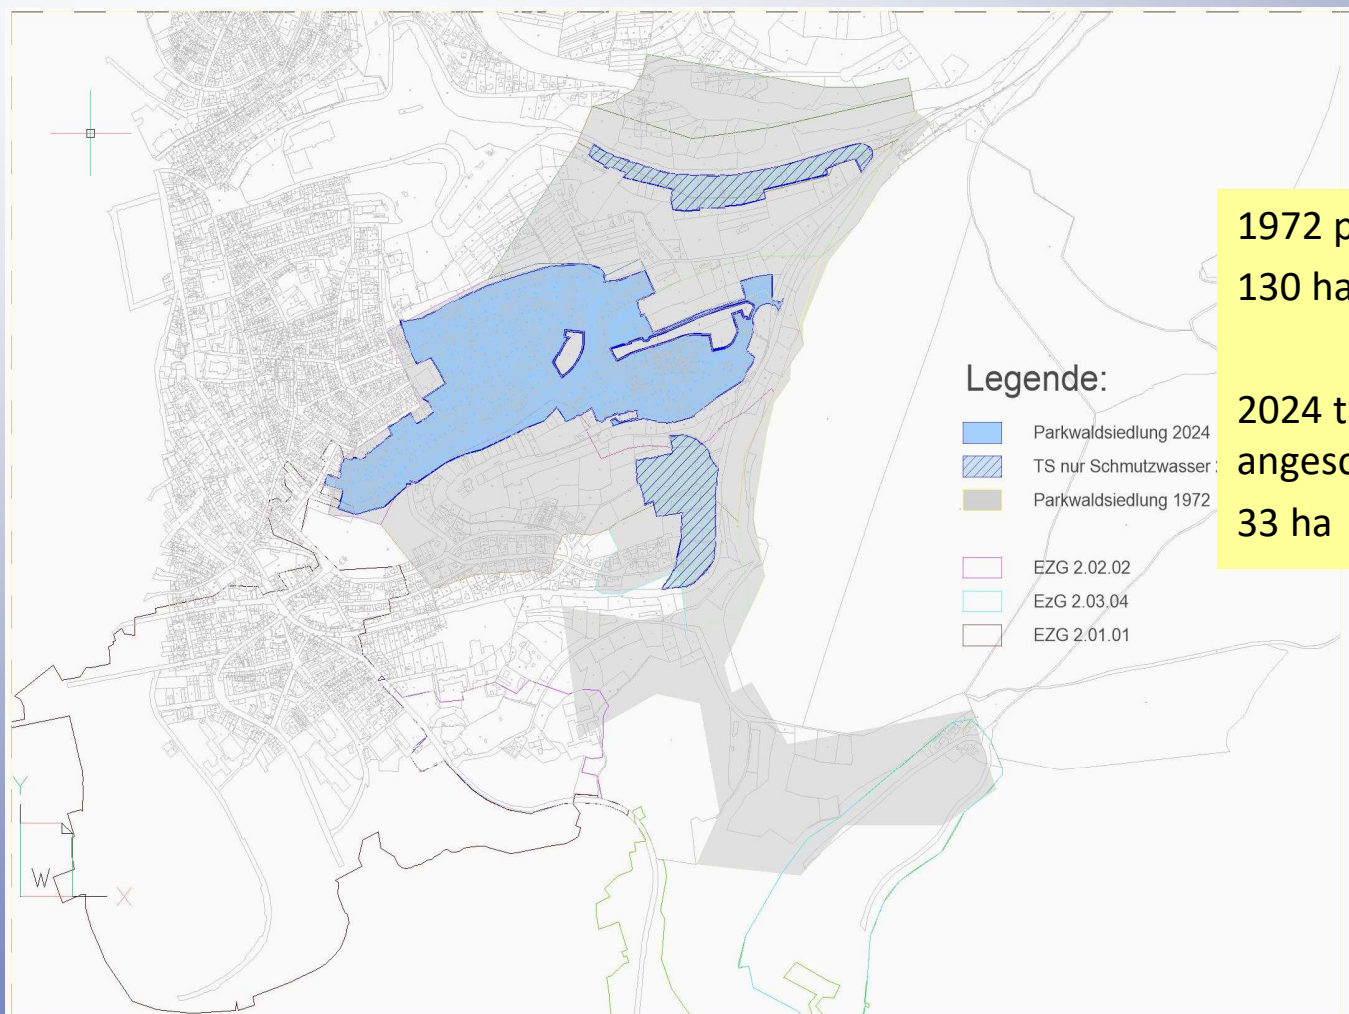 1972
130 ha
Legende:
Parkwaldsiedlung 2024
TS nur Schmutzwasser
Parkwaldsiedlung 1972
2024
33 ha
EZG 2.02.02
EzG 2.03.04
EZG 2.01.01
Y
W
X